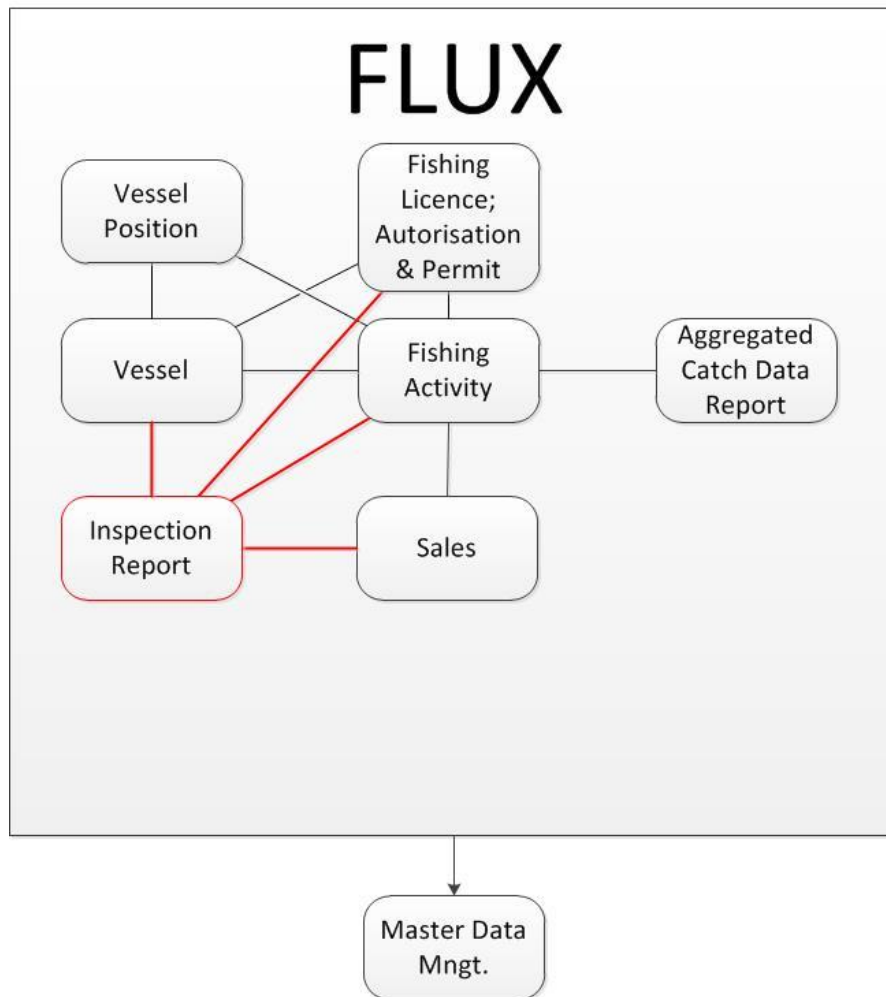 FLUX
Vessel
Position
Fishing
Licence;
Autorisation
& Permit
Vessel
Fishing
Activity
Aggregated
Catch Data
Report
Inspection
Report
Sales
Master Data
Mngt.